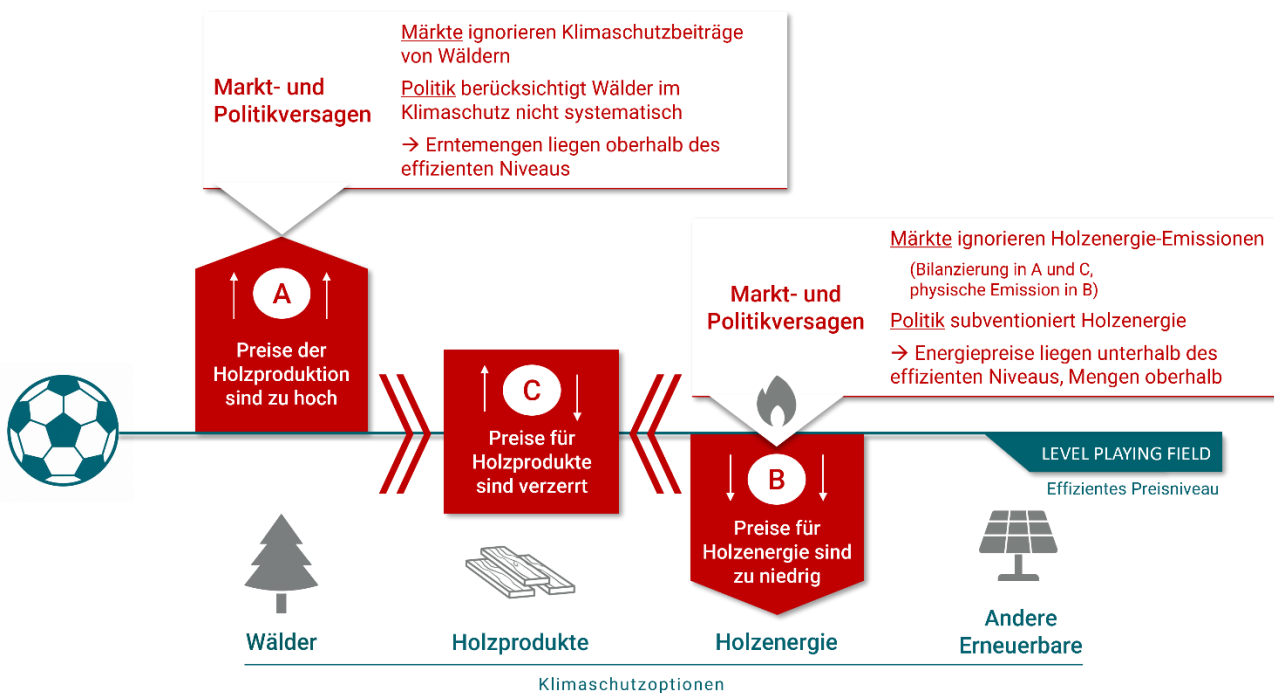 Markt- und
Politikversagen
Märkte ignorieren Klimaschutzbeiträge
von Wäldern
Politik berücksichtigt Wälder im
Klimaschutz nicht systematisch
→ Erntemengen liegen oberhalb des
effizienten Niveaus
A
Preise der
Holzproduktion
sind zu hoch
C
Preise für
Holzprodukte
sind verzerrt
Markt- und
Politikversagen
Märkte ignorieren Holzenergie-Emissionen
(Bilanzierung in A und C,
physische Emission in B)
Politik subventioniert Holzenergie
→ Energiepreise liegen unterhalb des
effizienten Niveaus, Mengen oberhalb
B
Preise für
Holzenergie sind
zu niedrig
LEVEL PLAYING FIELD
Effizientes Preisniveau
Wälder
Holzprodukte
Holzenergie
Andere
Erneuerbare
Klimaschutzoptionen